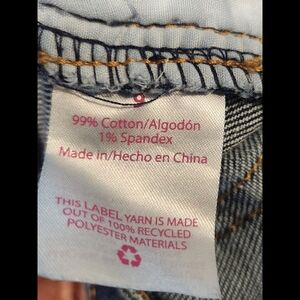 99% Cotton/Algodón
1% Spandex
Made in/Hecho en China
THIS LABEL YARN IS MADE
OUT OF 100% RECYCLED
POLYESTER MATERIALS